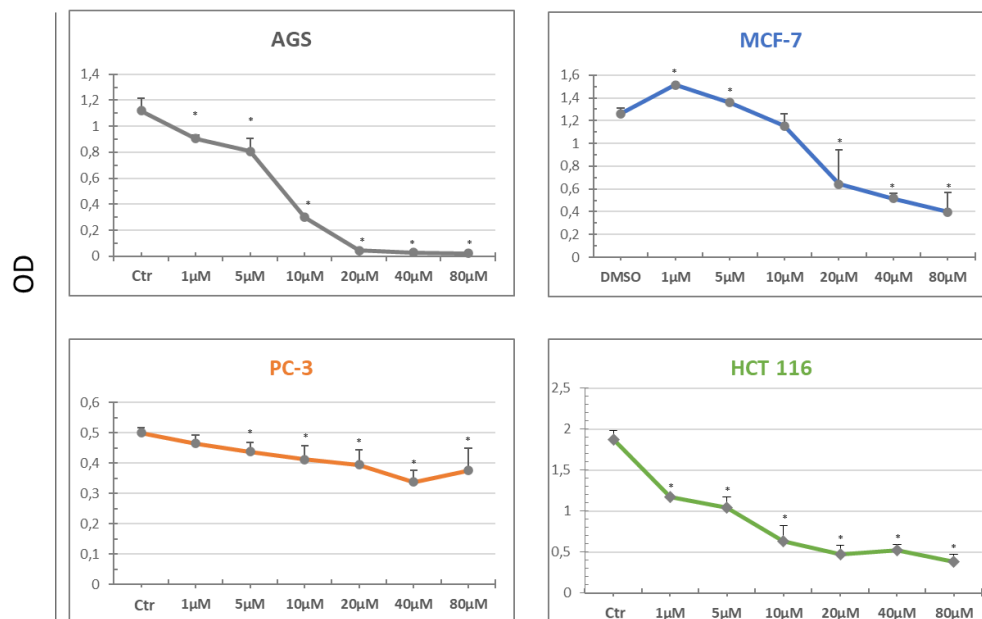 OD
AGS
1,4
1,2
1
0,8
0,6
0,4
0,2
0
* * * * * *
Ctr 1µM 5µM 10µM 20µM 40µM 80µM
MCF-7
1,6
1,4
1,2
1
0,8
0,6
0,4
0,2
0
* * * * *
DMSO 1µM 5µM 10µM 20µM 40µM 80µM
PC-3
0,6
0,5
0,4
0,3
0,2
0,1
0
* * * * *
Ctr 1µM 5µM 10µM 20µM 40µM 80µM
HCT 116
2,5
2
1,5
1
0,5
0
* * * * * *
Ctr 1µM 5µM 10µM 20µM 40µM 80µM